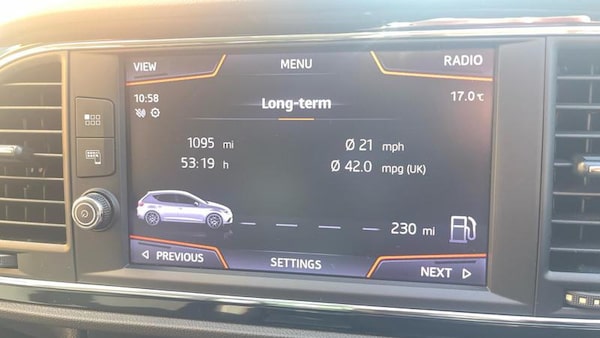 VIEW MENU RADIO
10:58 Long-term 17.0 °C
1095 mi Ø 21 mph
53:19 h Ø 42.0 mpg (UK)
230 mi
PREVIOUS SETTINGS NEXT